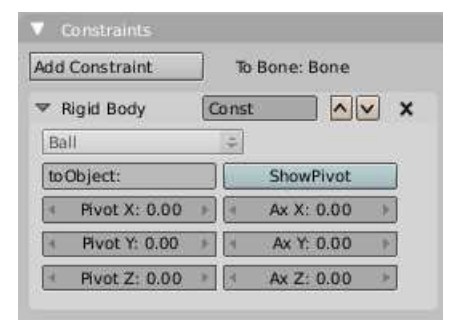 Constraints
Add Constraint To Bone: Bone
Rigid Body Const X
Ball
toObject: ShowPivot
Pivot X: 0.00 Ax X: 0.00
Pivot Y: 0.00 Ax Y: 0.00
Pivot Z: 0.00 Ax Z: 0.00